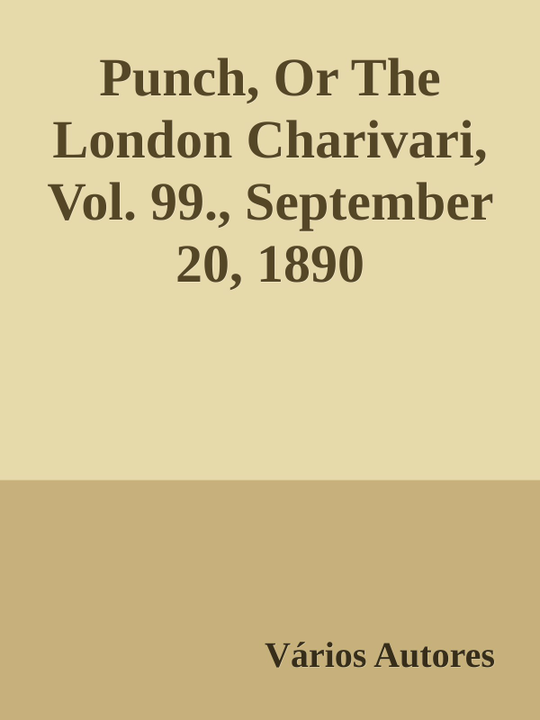 Punch, Or The
London Charivari,
Vol. 99., September
20, 1890
Vários Autores